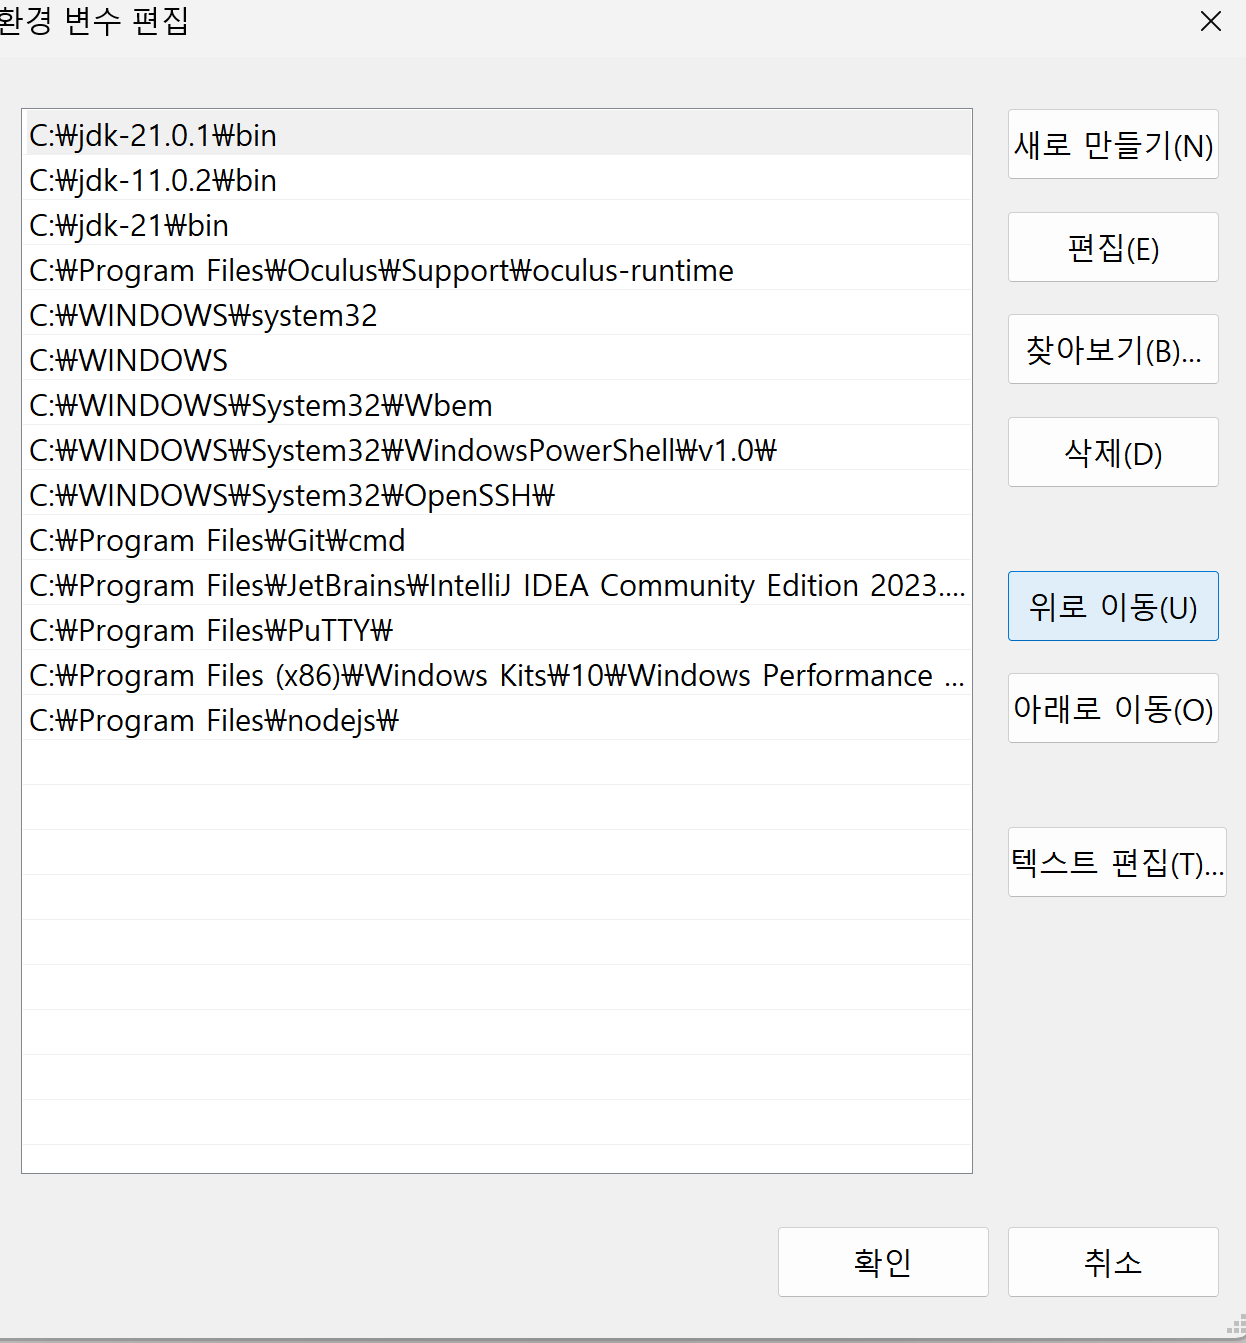 환경 변수 편집
C:₩jdk-21.0.1₩bin
C:₩jdk-11.0.2₩bin
C:₩jdk-21₩bin
C:₩Program Files₩Oculus₩Support₩oculus-runtime
C:₩WINDOWS₩system32
C:₩WINDOWS
C:₩WINDOWS₩System32₩Wbem
C:₩WINDOWS₩System32₩WindowsPowerShell₩v1.0₩
C:₩WINDOWS₩System32₩OpenSSH₩
C:₩Program Files₩Git₩cmd
C:₩Program Files₩JetBrains₩IntelliJ IDEA Community Edition 2023....
C:₩Program Files₩PuTTY₩
C:₩Program Files (x86)₩Windows Kits₩10₩Windows Performance ...
C:₩Program Files₩nodejs₩
새로 만들기(N)
편집(E)
찾아보기(B)...
삭제(D)
위로 이동(U)
아래로 이동(O)
텍스트 편집(T)...
확인
취소